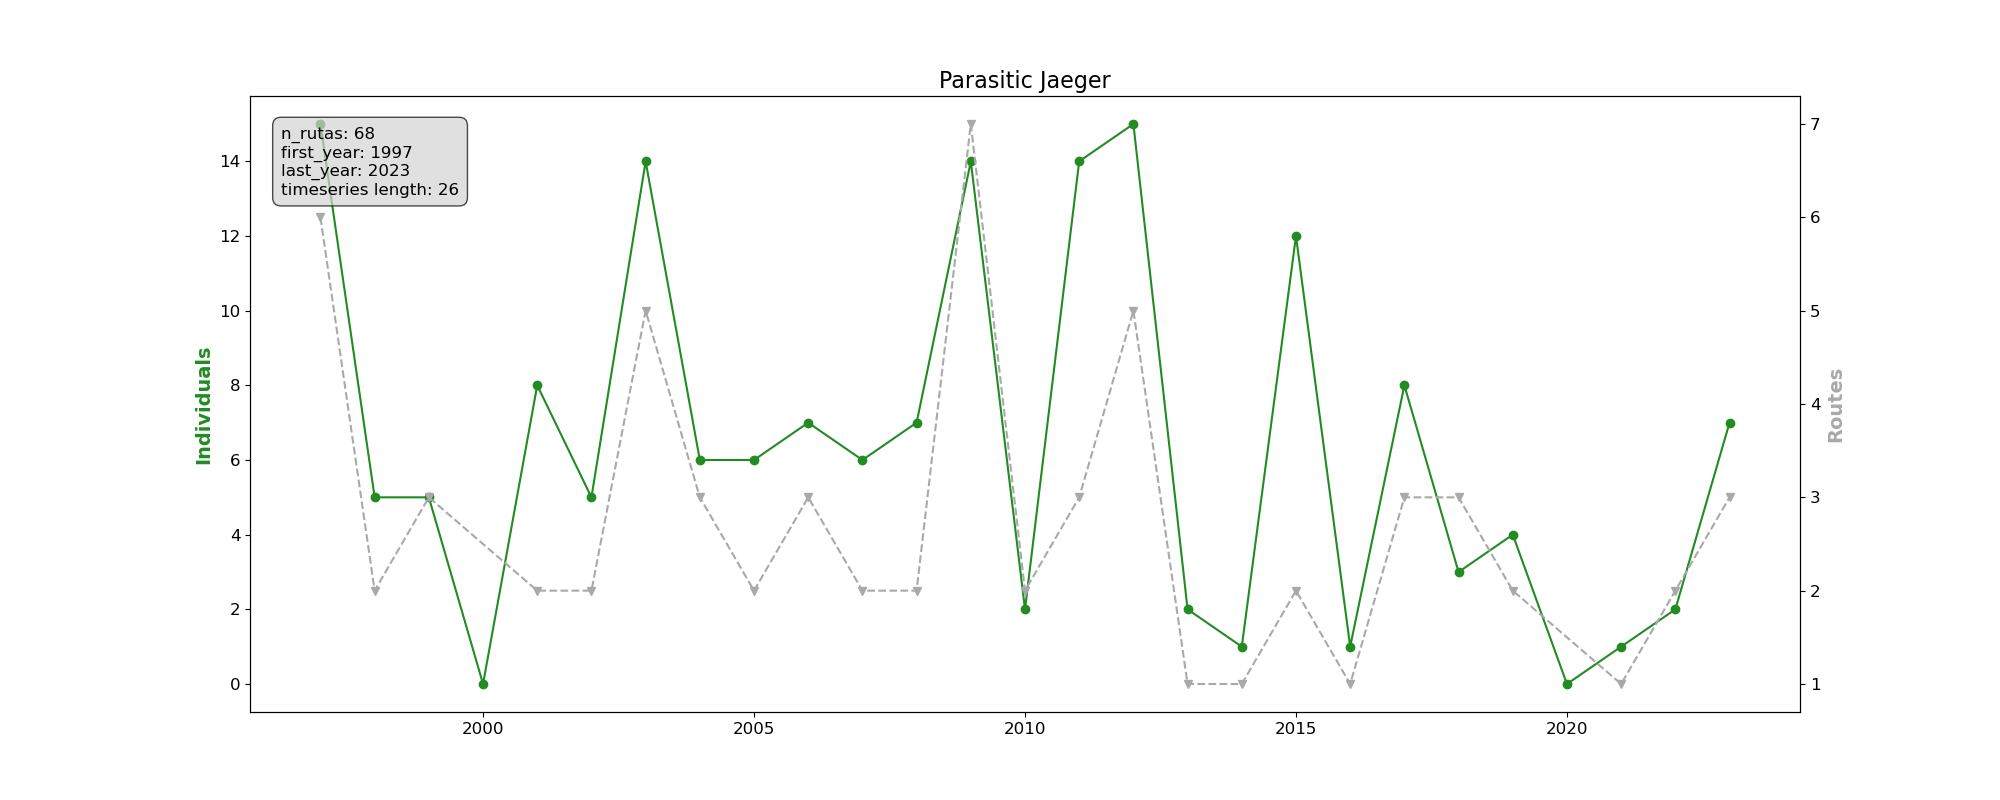 Parasitic Jaeger
n_rutas: 68
first_year: 1997
last_year: 2023
timeseries length: 26
Individuals
14
12
10
8
6
4
2
0
7
6
5
4
3
2
1
Routes
2000
2005
2010
2015
2020